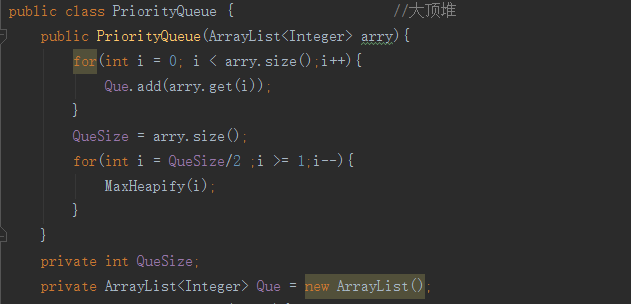 public class PriorityQueue {                    //大顶堆
    public PriorityQueue(ArrayList<Integer> arry){
        for(int i = 0; i < arry.size();i++){
            Que.add(arry.get(i));
        }
        QueSize = arry.size();
        for(int i = QueSize/2 ;i >= 1;i--){
            MaxHeapify(i);
        }
    }
    private int QueSize;
    private ArrayList<Integer> Que = new ArrayList();